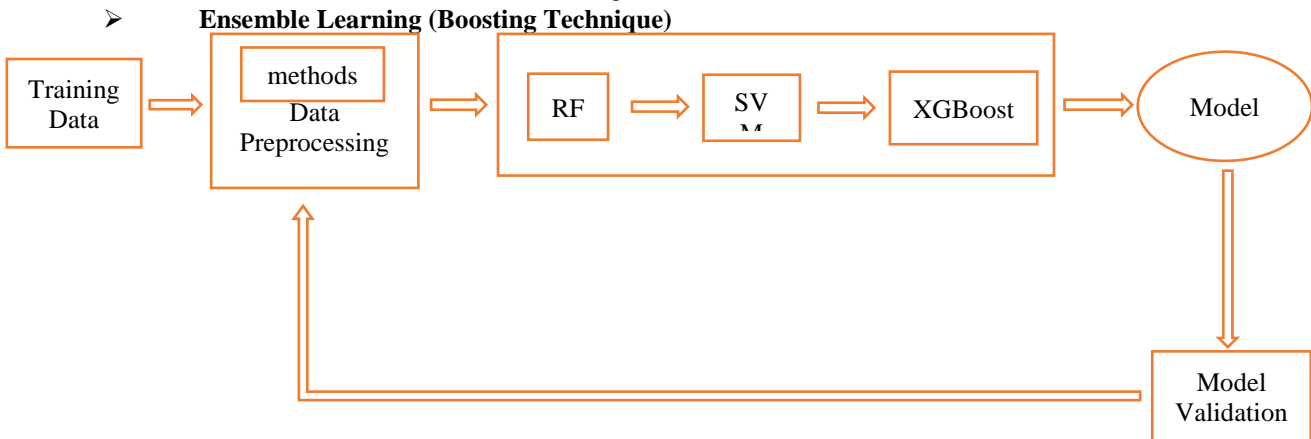 ➢ Ensemble Learning (Boosting Technique)
Training
Data
methods
Data
Preprocessing
RF
SV
M
XGBoost
Model
Model
Validation